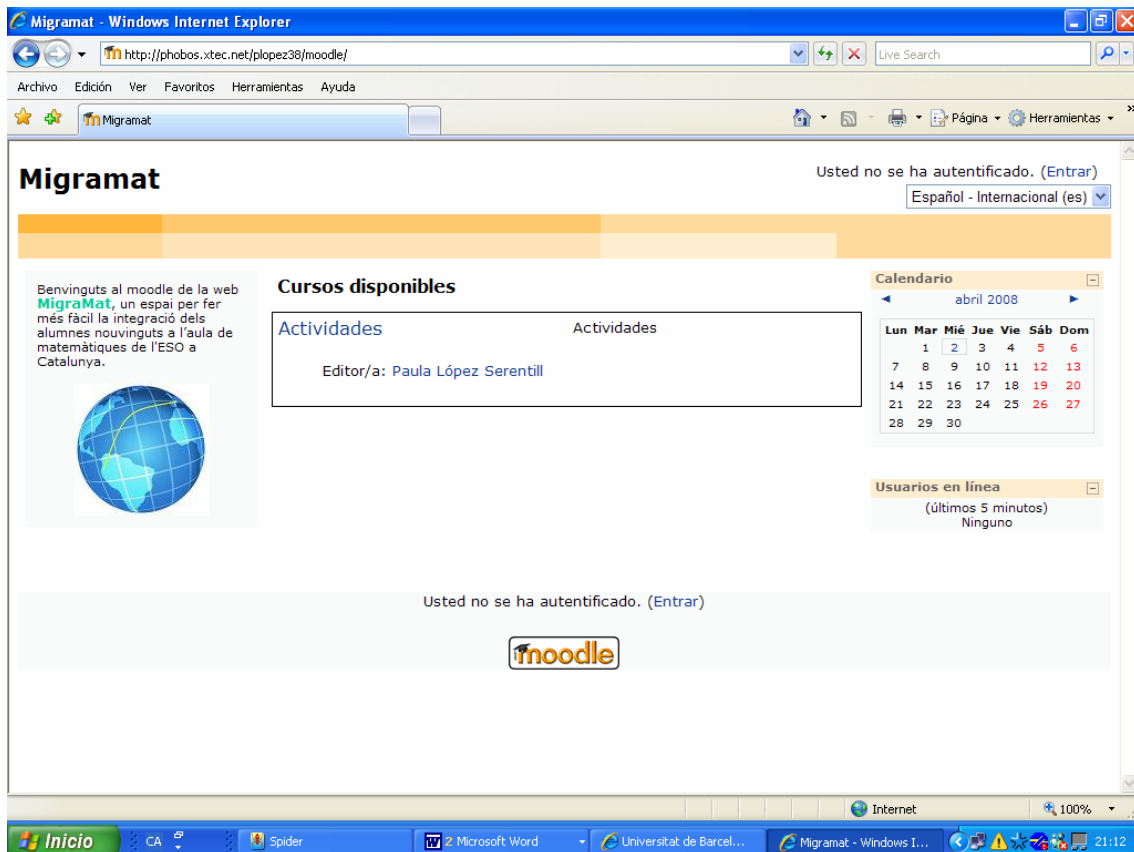 Migramat - Windows Internet Explorer
http://phobos.xtec.net/plopez38/moodle/
Live Search
Archivo Edición Ver Favoritos Herramientas Ayuda
Migramat
Página Herramientas
Migramat
Usted no se ha autentificado. (Entrar)
Español - Internacional (es)
Benvinguts al moodle de la web
MigraMat, un espai per fer
més fàcil la integració dels
alumnes nouvinguts a l'aula de
matemàtiques de l'ESO a
Catalunya.
Cursos disponibles
Actividades Actividades
Editor/a: Paula López Serentill
Calendario
abril 2008
Lun Mar Mié Jue Vie Sáb Dom
1 2 3 4 5 6
7 8 9 10 11 12 13
14 15 16 17 18 19 20
21 22 23 24 25 26 27
28 29 30
Usuarios en línea
(últimos 5 minutos)
Ninguno
Usted no se ha autentificado. (Entrar)
moodle
Internet 100%
Inicio CA Spider 2 Microsoft Word Universitat de Barcel... Migramat - Windows I... 21:12